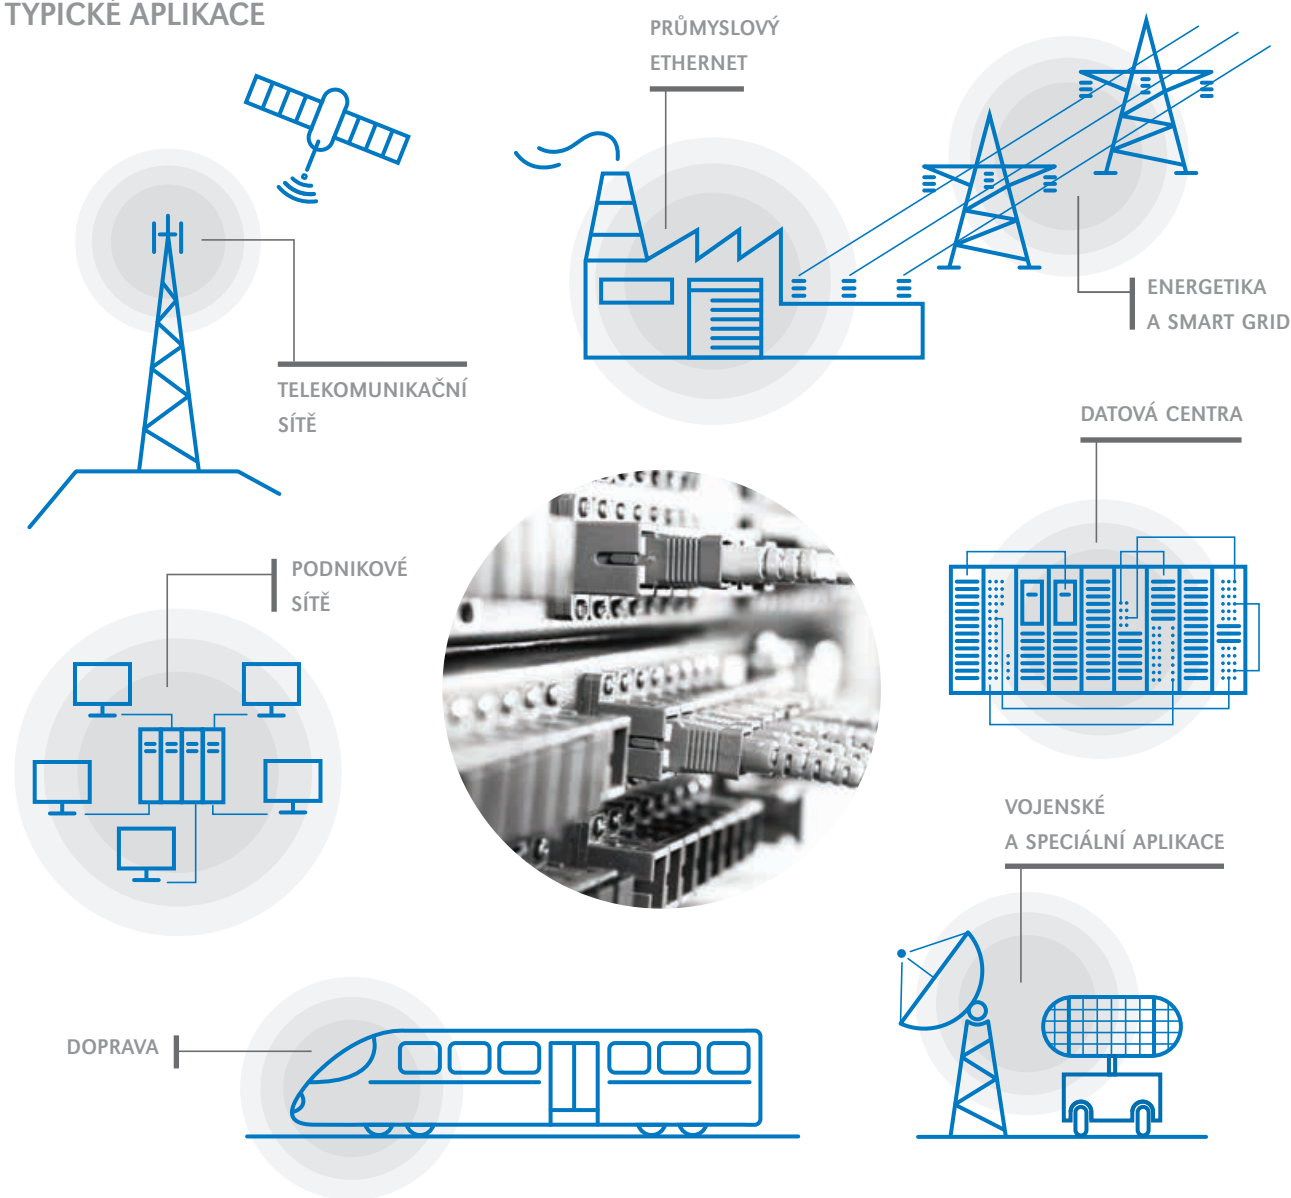 TYPICKÉ APLIKACE
PRŮMYSLOVÝ
ETHERNET
ENERGETIKA
A SMART GRID
TELEKOMUNIKAČNÍ
SÍTĚ
DATOVÁ CENTRA
PODNIKOVÉ
SÍTĚ
VOJENSKÉ
A SPECIÁLNÍ APLIKACE
DOPRAVA